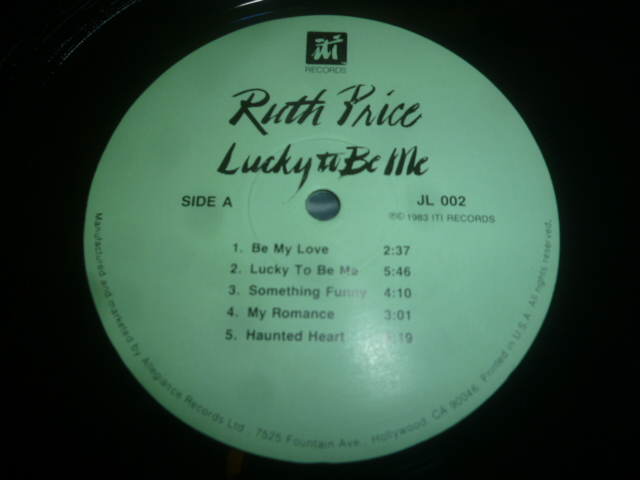 iti
RECORDS
Ruth Price
Lucky to Be Me
SIDE A
JL 002
℗© 1983 ITI RECORDS
1. Be My Love 2:37
2. Lucky To Be Me 5:46
3. Something Funny 4:10
4. My Romance 3:01
5. Haunted Heart :19
Manufactured and marketed by Allegiance Records Ltd 7525 Fountain Ave., Hollywood, CA 90046 Printed in U.S.A. All rights reserved.